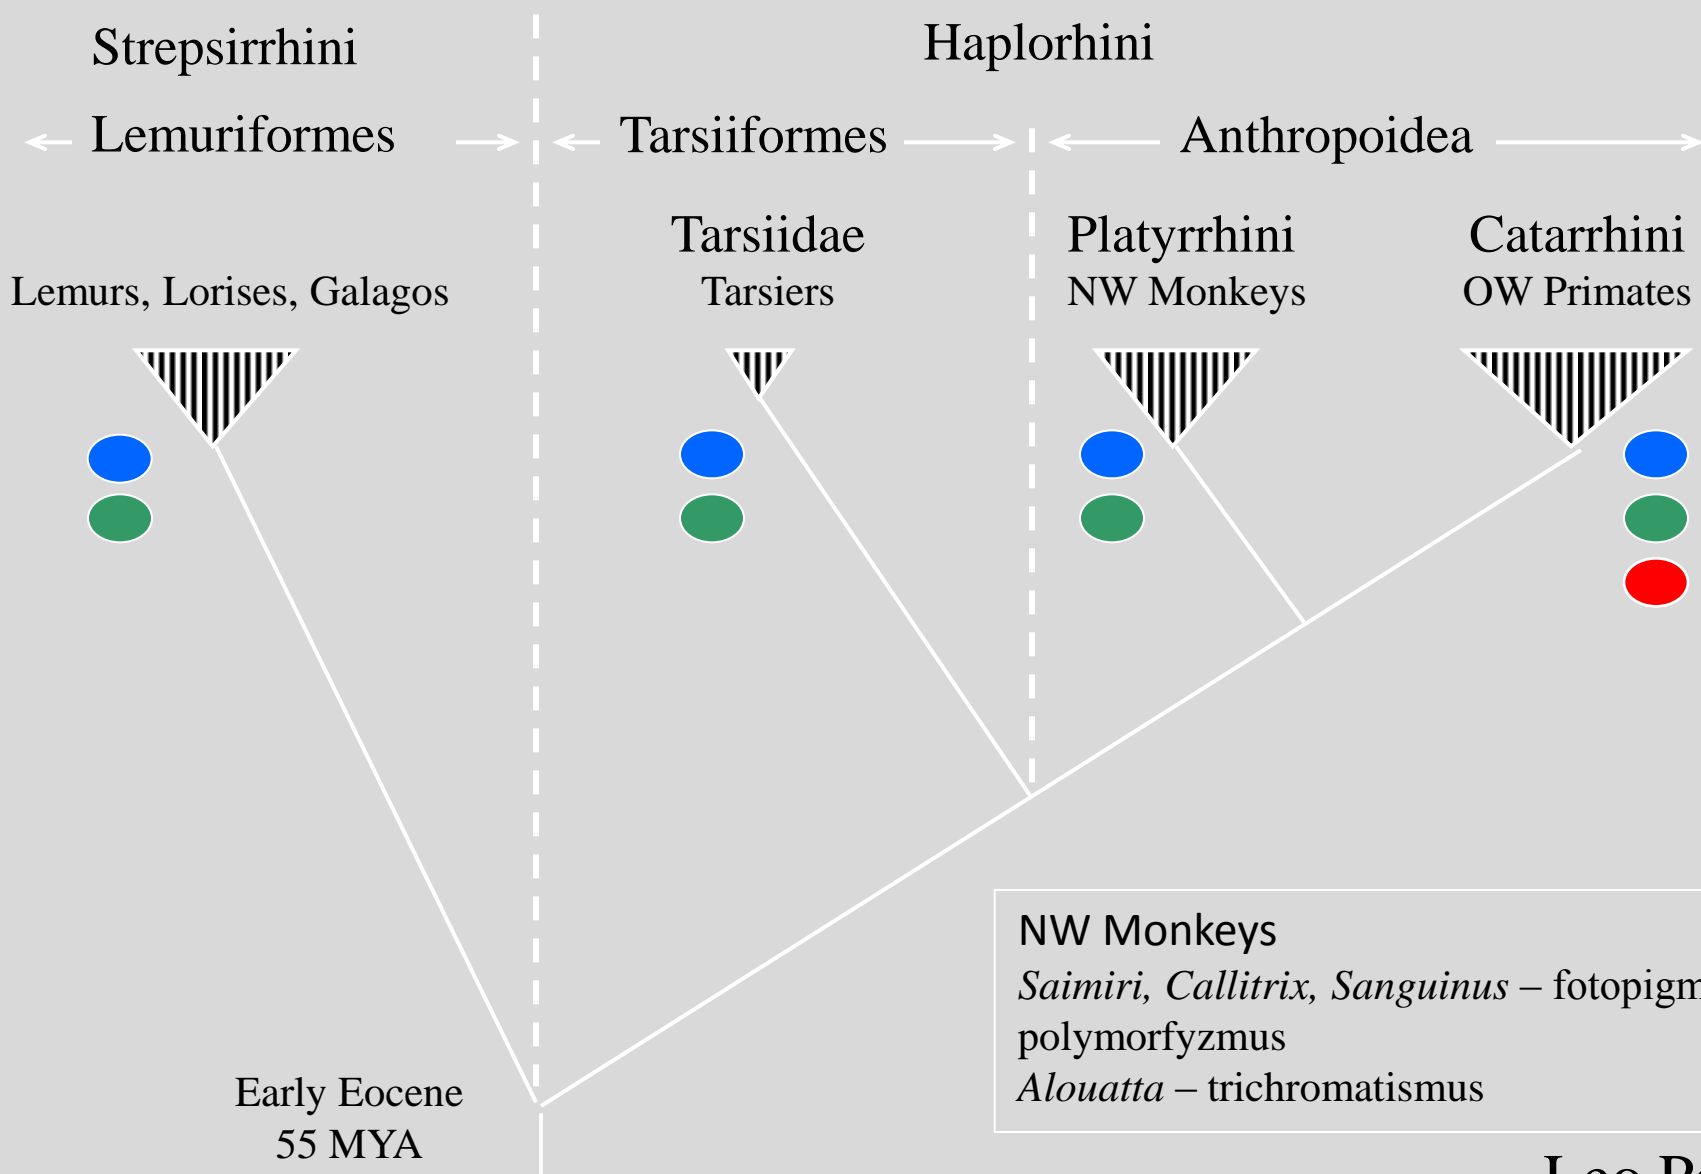 Strepsirrhini
Haplorhini
Lemuriformes
Tarsiiformes
Anthropoidea
Tarsiidae
Platyrrhini
Catarrhini
Lemurs, Lorises, Galagos
Tarsiers
NW Monkeys
OW Primates
NW Monkeys
Saimiri, Callitrix, Sanguinus –
polymorfyzmus
Alouatta – trichromatismus
Early Eocene
55 MYA